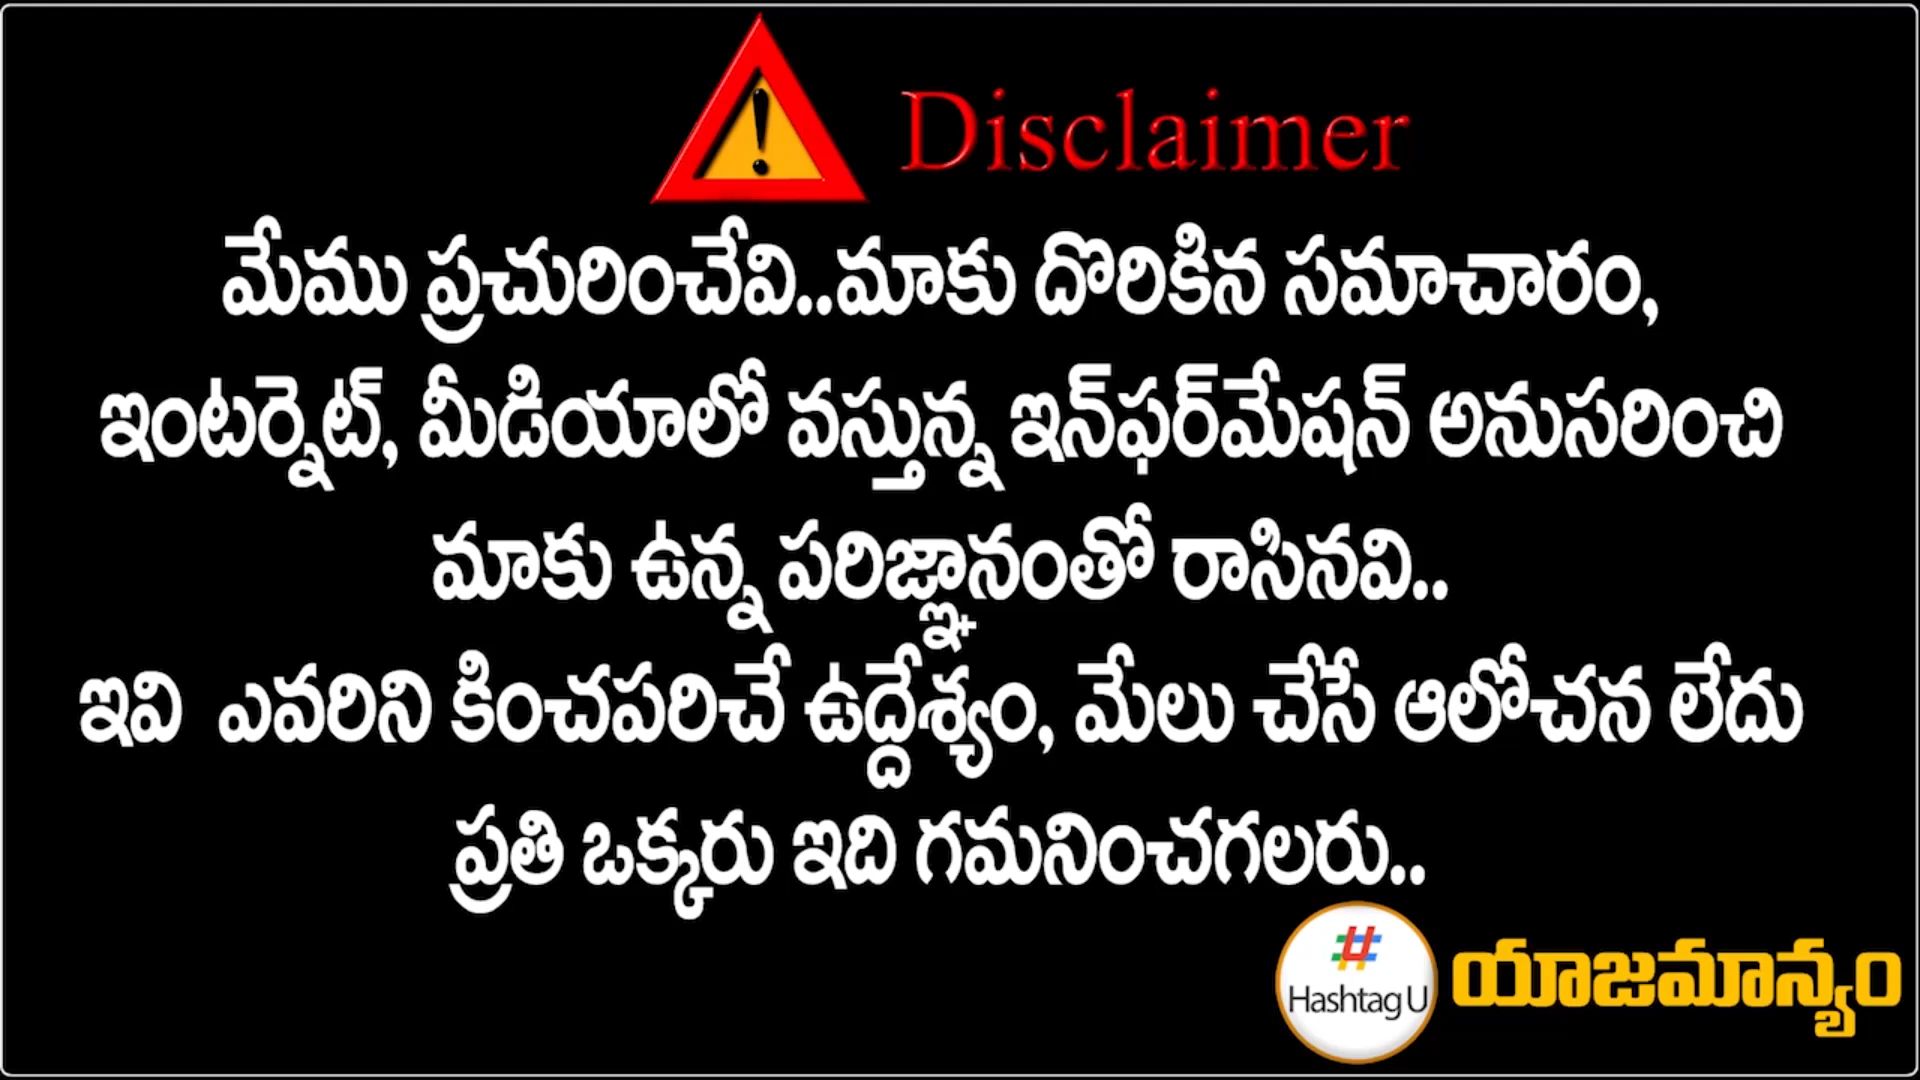 Disclaimer
మేము ప్రచురించేవి..మాకు దొరికిన సమాచారం,
ఇంటర్నెట్, మీడియాలో వస్తున్న ఇన్‌ఫర్‌మేషన్ అనుసరించి
మాకు ఉన్న పరిజ్ఞానంతో రాసినవి..
ఇవి ఎవరిని కించపరిచే ఉద్దేశ్యం, మేలు చేసే ఆలోచన లేదు
ప్రతి ఒక్కరు ఇది గమనించగలరు..
# Hashtag U
యాజమాన్యం